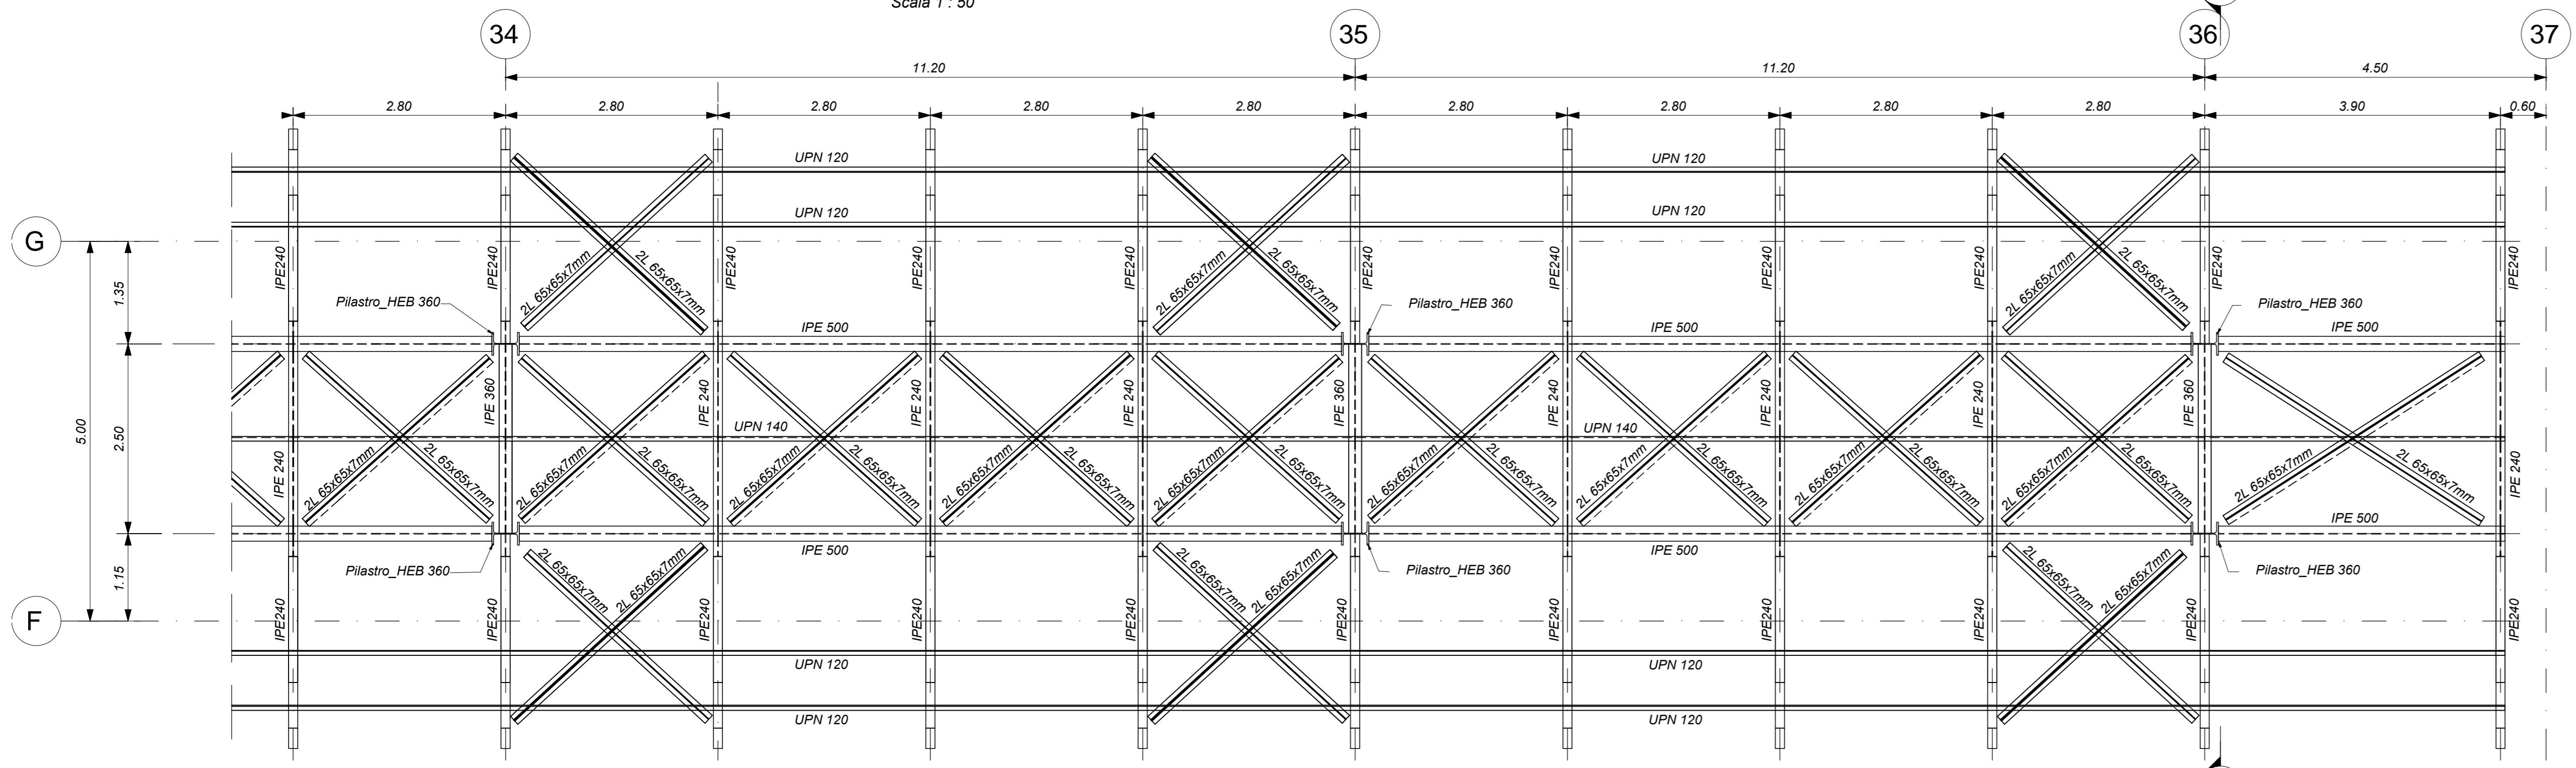 Scala 1 : 50
34 35 36 37
11.20 11.20 4.50
2.80 2.80 2.80 2.80 2.80 2.80 2.80 2.80 2.80 3.90 0.60
UPN 120 UPN 120
UPN 120 UPN 120
G
IPE240 IPE240 IPE240 IPE240 IPE240 IPE240 IPE240 IPE240 IPE240 IPE240 IPE240
2L 65x65x7mm 2L 65x65x7mm 2L 65x65x7mm 2L 65x65x7mm 2L 65x65x7mm 2L 65x65x7mm
1.35
Pilastro_HEB 360 Pilastro_HEB 360 Pilastro_HEB 360
IPE 500 IPE 500 IPE 500
IPE 360 IPE 240 IPE 240 IPE 240 IPE 360 IPE 240 IPE 240 IPE 240 IPE 360
5.00
2.50
UPN 140 UPN 140
IPE 240 IPE 240
2L 65x65x7mm 2L 65x65x7mm 2L 65x65x7mm 2L 65x65x7mm 2L 65x65x7mm 2L 65x65x7mm 2L 65x65x7mm 2L 65x65x7mm 2L 65x65x7mm 2L 65x65x7mm 2L 65x65x7mm 2L 65x65x7mm 2L 65x65x7mm 2L 65x65x7mm 2L 65x65x7mm 2L 65x65x7mm 2L 65x65x7mm 2L 65x65x7mm 2L 65x65x7mm 2L 65x65x7mm
IPE 500
IPE 500 IPE 500
1.15
Pilastro_HEB 360 Pilastro_HEB 360 Pilastro_HEB 360
2L 65x65x7mm 2L 65x65x7mm 2L 65x65x7mm 2L 65x65x7mm 2L 65x65x7mm 2L 65x65x7mm
F
IPE240 IPE240 IPE240 IPE240 IPE240 IPE240 IPE240 IPE240 IPE240 IPE240 IPE240
UPN 120 UPN 120
UPN 120 UPN 120